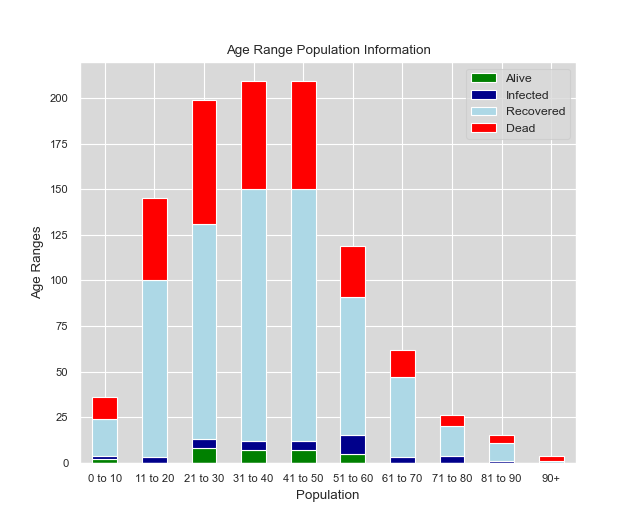 Age Range Population Information
Alive
Infected
Recovered
Dead
200
175
150
125
100
75
50
25
0
Age Ranges
0 to 10 11 to 20 21 to 30 31 to 40 41 to 50 51 to 60 61 to 70 71 to 80 81 to 90 90+
Population